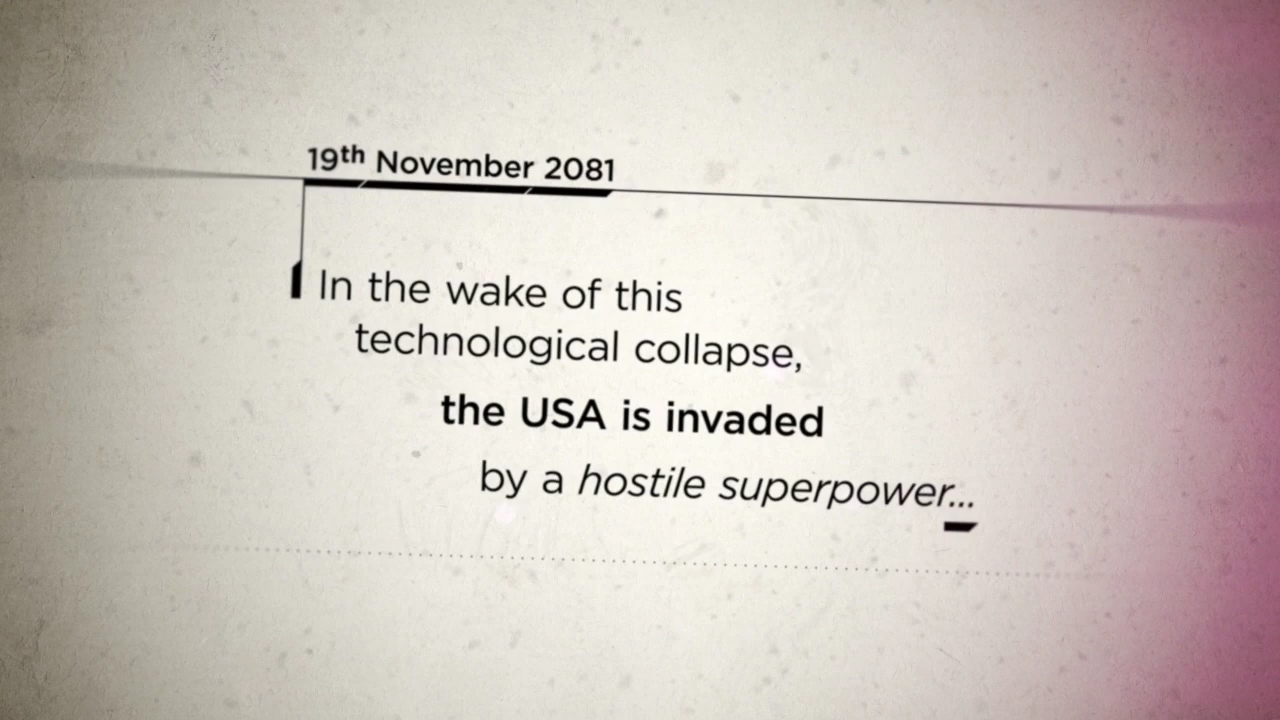 19th November 2081
In the wake of this
technological collapse,
the USA is invaded
by a hostile superpower...